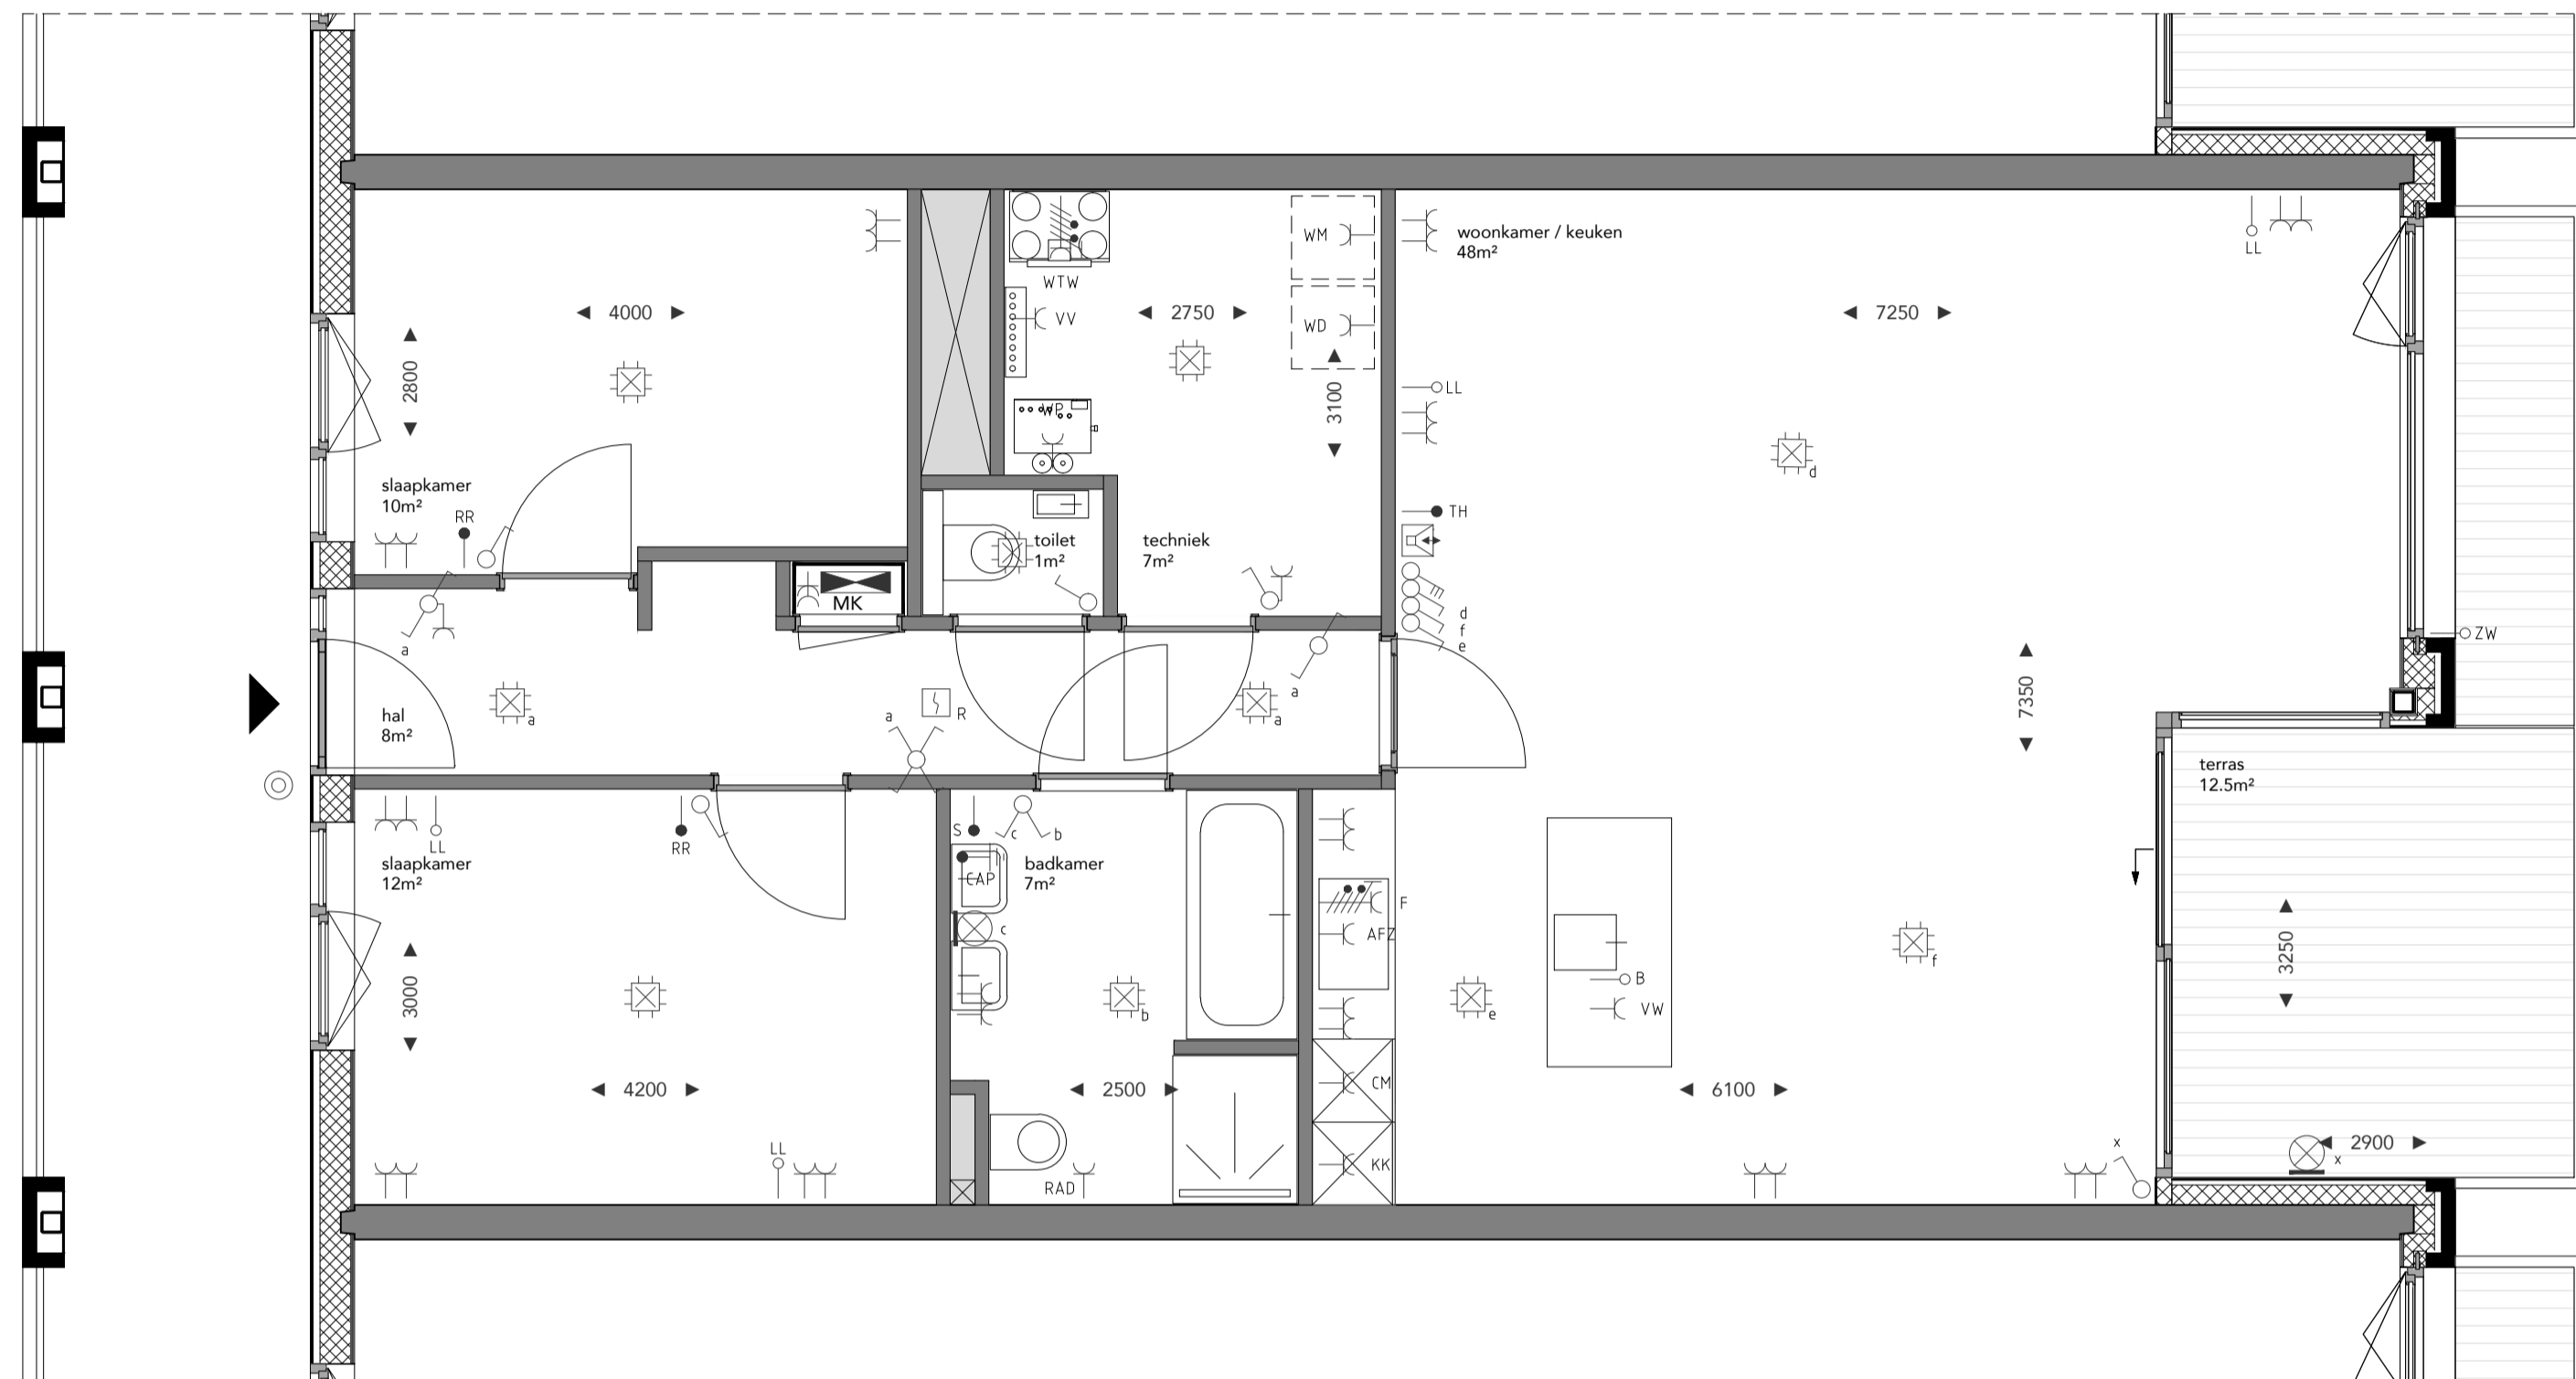 LL
WM
woonkamer / keuken
48m²
WTW
4000
VV
2750
WD
7250
2800
3100
LL
WP
d
slaapkamer
10m²
RR
TH
toilet
1m²
techniek
7m²
MK
d
f
e
ZW
a
a
hal
8m²
a
a
R
a
7350
terras
12.5m²
S
c
b
LL
RR
slaapkamer
12m²
badkamer
7m²
CAP
F
c
AFZ
f
3250
3000
b
e
B
VW
4200
2500
CM
6100
LL
x
2900
x
KK
RAD